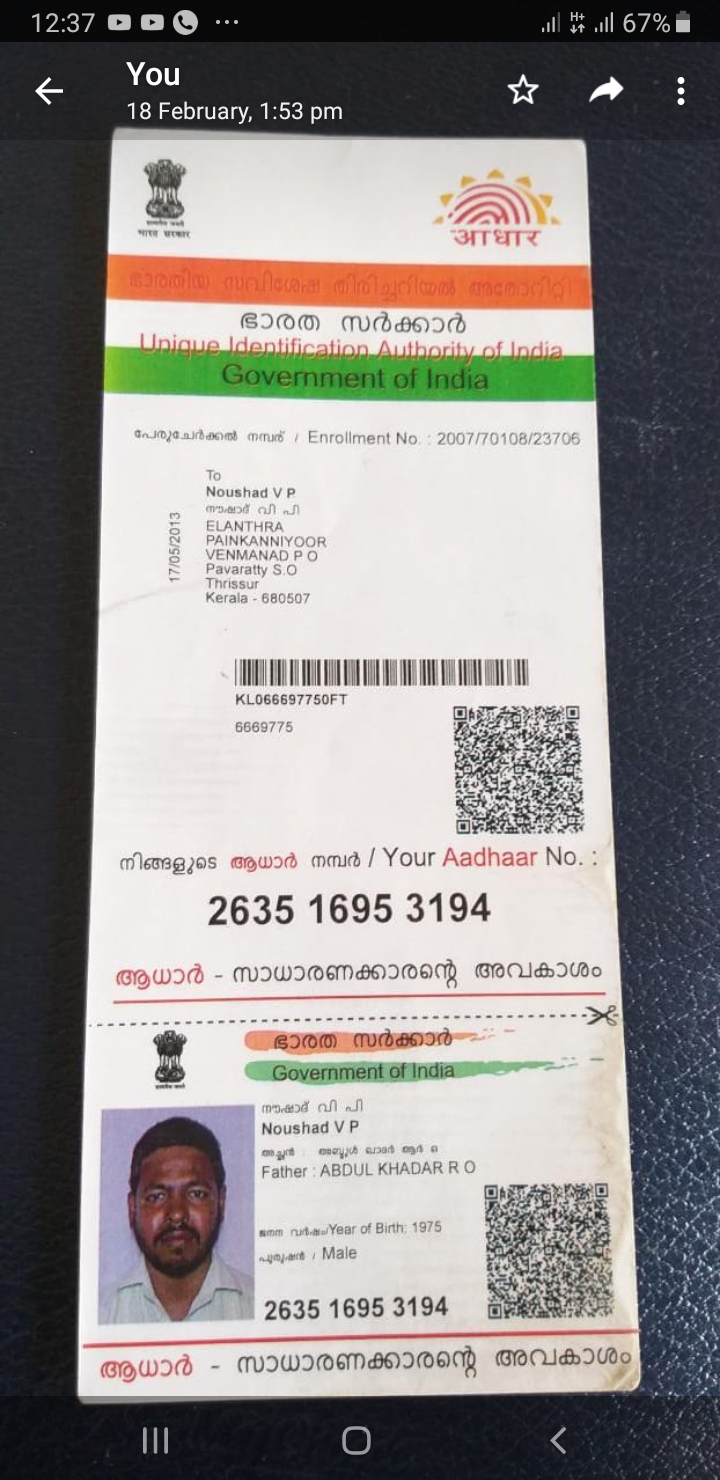 12:37 ... H+ 67%
You
18 February, 1:53 pm
भारत सरकार
आधार
ഭാരതീയ സവിശേഷ തിരിച്ചറിയൽ അതോറിറ്റി
ഭാരത സർക്കാർ
Unique Identification Authority of India
Government of India
പേരുചേർക്കൽ നമ്പര് / Enrollment No. : 2007/70108/23706
17/05/2013
To
Noushad V P
നൗഷാദ് വി പി
ELANTHRA
PAINKANNIYOOR
VENMANAD P O
Pavaratty S.O
Thrissur
Kerala - 680507
KL066697750FT
6669775
നിങ്ങളുടെ ആധാർ നമ്പർ / Your Aadhaar No. :
2635 1695 3194
ആധാർ - സാധാരണക്കാരന്റെ അവകാശം
ഭാരത സർക്കാർ
Government of India
നൗഷാദ് വി പി
Noushad V P
അച്ഛൻ : അബ്ദുൾ ഖാദർ ആർ ഒ
Father : ABDUL KHADAR R O
ജനന വർഷം/Year of Birth: 1975
പുരുഷൻ / Male
2635 1695 3194
ആധാർ - സാധാരണക്കാരന്റെ അവകാശം